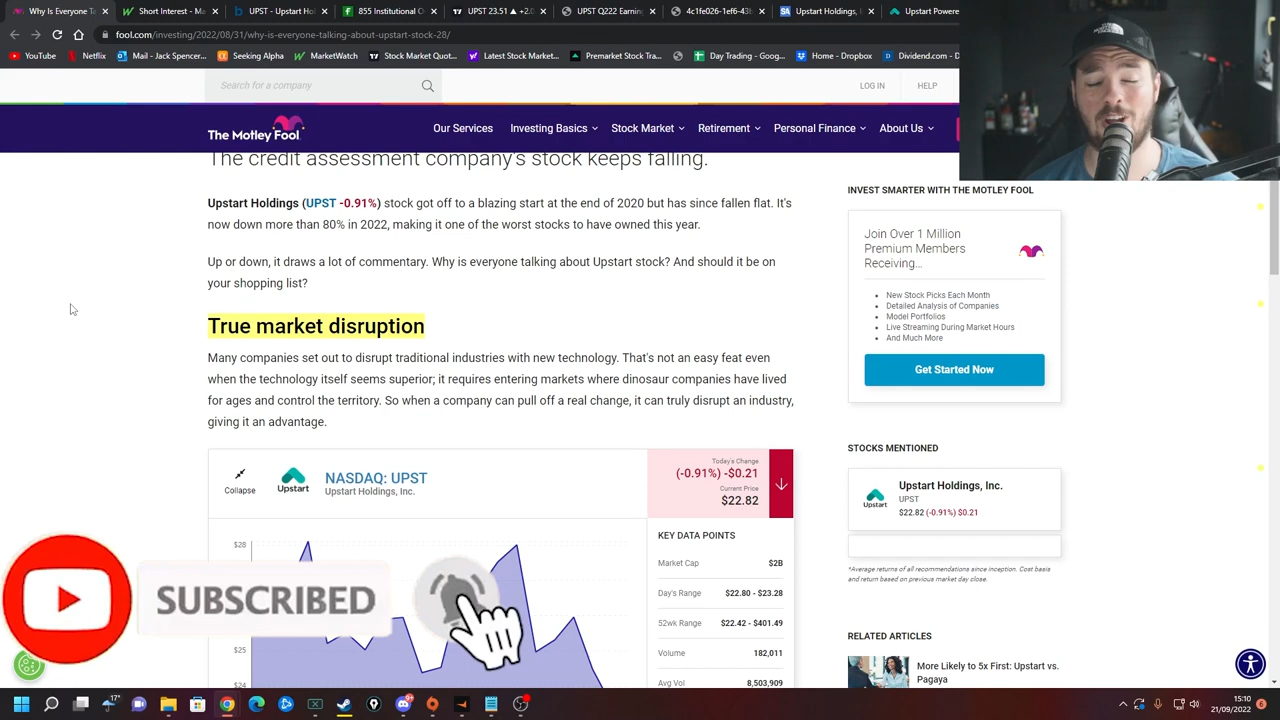 Upstart Holdings
UPST 23.51 ▲ +2.0
UPST Q222 Earning
4c1f026-1ef6-3e00
Upstart Holdings, In
Upstart Powered
fool.com/investing/2022/08/31/why-is-everyone-talking-about-upstart-stock-28/
YouTube
Netflix
Mail - Jack Spencer...
Seeking Alpha
MarketWatch
Stock Market Quot...
Latest Stock Market...
Premarket Stock Tra...
Day Trading - Goog...
Home - Dropbox
Dividend.com -
Search for a company
LOG IN
HELP
The Motley Fool
Our Services
Investing Basics
Stock Market
Retirement
Personal Finance
About Us
The credit assessment company's stock keeps falling.
Upstart Holdings (UPST -0.91%) stock got off to a blazing start at the end of 2020 but has since fallen flat. It's
now down more than 80% in 2022, making it one of the worst stocks to have owned this year.
Up or down, it draws a lot of commentary. Why is everyone talking about Upstart stock? And should it be on
your shopping list?
True market disruption
Many companies set out to disrupt traditional industries with new technology. That's not an easy feat even
when the technology itself seems superior; it requires entering markets where dinosaur companies have lived
for ages and control the territory. So when a company can pull off a real change, it can truly disrupt an industry,
giving it an advantage.
Collapse
Upstart
NASDAQ: UPST
Upstart Holdings, Inc.
Today's Change
(-0.91%) -$0.21
Current Price
$22.82
$28
$25
$24
KEY DATA POINTS
Market Cap $2B
Day's Range $22.80 - $23.28
52wk Range $22.42 - $401.49
Volume 182,011
Avg Vol 8,503,909
SUBSCRIBED
INVEST SMARTER WITH THE MOTLEY FOOL
Join Over 1 Million
Premium Members
Receiving...
New Stock Picks Each Month
Detailed Analysis of Companies
Model Portfolios
Live Streaming During Market Hours
And Much More
Get Started Now
STOCKS MENTIONED
Upstart
Upstart Holdings, Inc.
UPST
$22.82 (-0.91%) $0.21
*Average returns of all recommendations since inception. Cost basis
and return based on previous market day close.
RELATED ARTICLES
More Likely to 5x First: Upstart vs.
Pagaya
17°
9+
15:10
21/09/2022
6